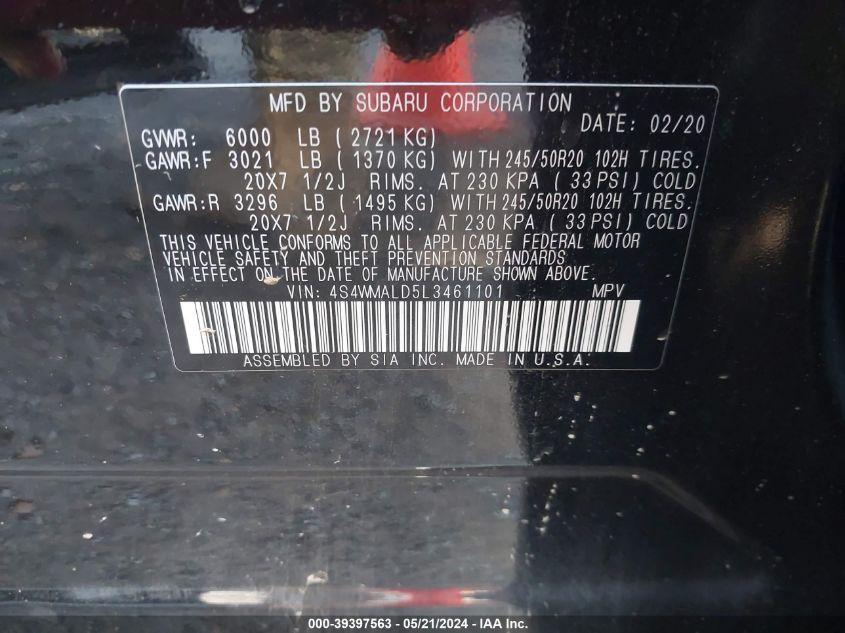 MFD BY SUBARU CORPORATION
DATE: 02/20
GVWR: 6000 LB ( 2721 KG)
GAWR:F 3021 LB ( 1370 KG) WITH 245/50R20 102H TIRES.
20X7 1/2J RIMS. AT 230 KPA ( 33 PSI) COLD
GAWR:R 3296 LB ( 1495 KG) WITH 245/50R20 102H TIRES.
20X7 1/2J RIMS. AT 230 KPA ( 33 PSI) COLD
THIS VEHICLE CONFORMS TO ALL APPLICABLE FEDERAL MOTOR
VEHICLE SAFETY AND THEFT PREVENTION STANDARDS
IN EFFECT ON THE DATE OF MANUFACTURE SHOWN ABOVE.
VIN: 4S4WMALD5L3461101 MPV
ASSEMBLED BY SIA INC. MADE IN U.S.A.
000-39397563 - 05/21/2024 - IAA Inc.